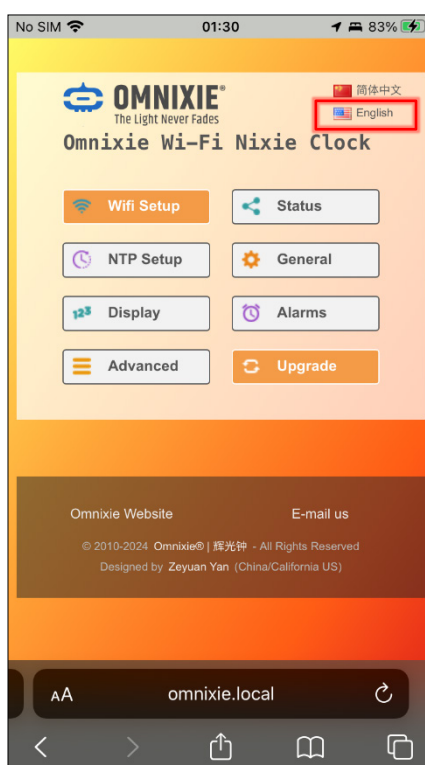 No SIM 01:30 83%
简体中文
OMNIXIE®
English
The Light Never Fades
Omnixie Wi-Fi Nixie Clock
Wifi Setup Status
NTP Setup General
123 Display Alarms
Advanced Upgrade
Omnixie Website E-mail us
© 2010-2024 Omnixie® | 辉光钟 - All Rights Reserved
Designed by Zeyuan Yan (China/California US)
AA omnixie.local